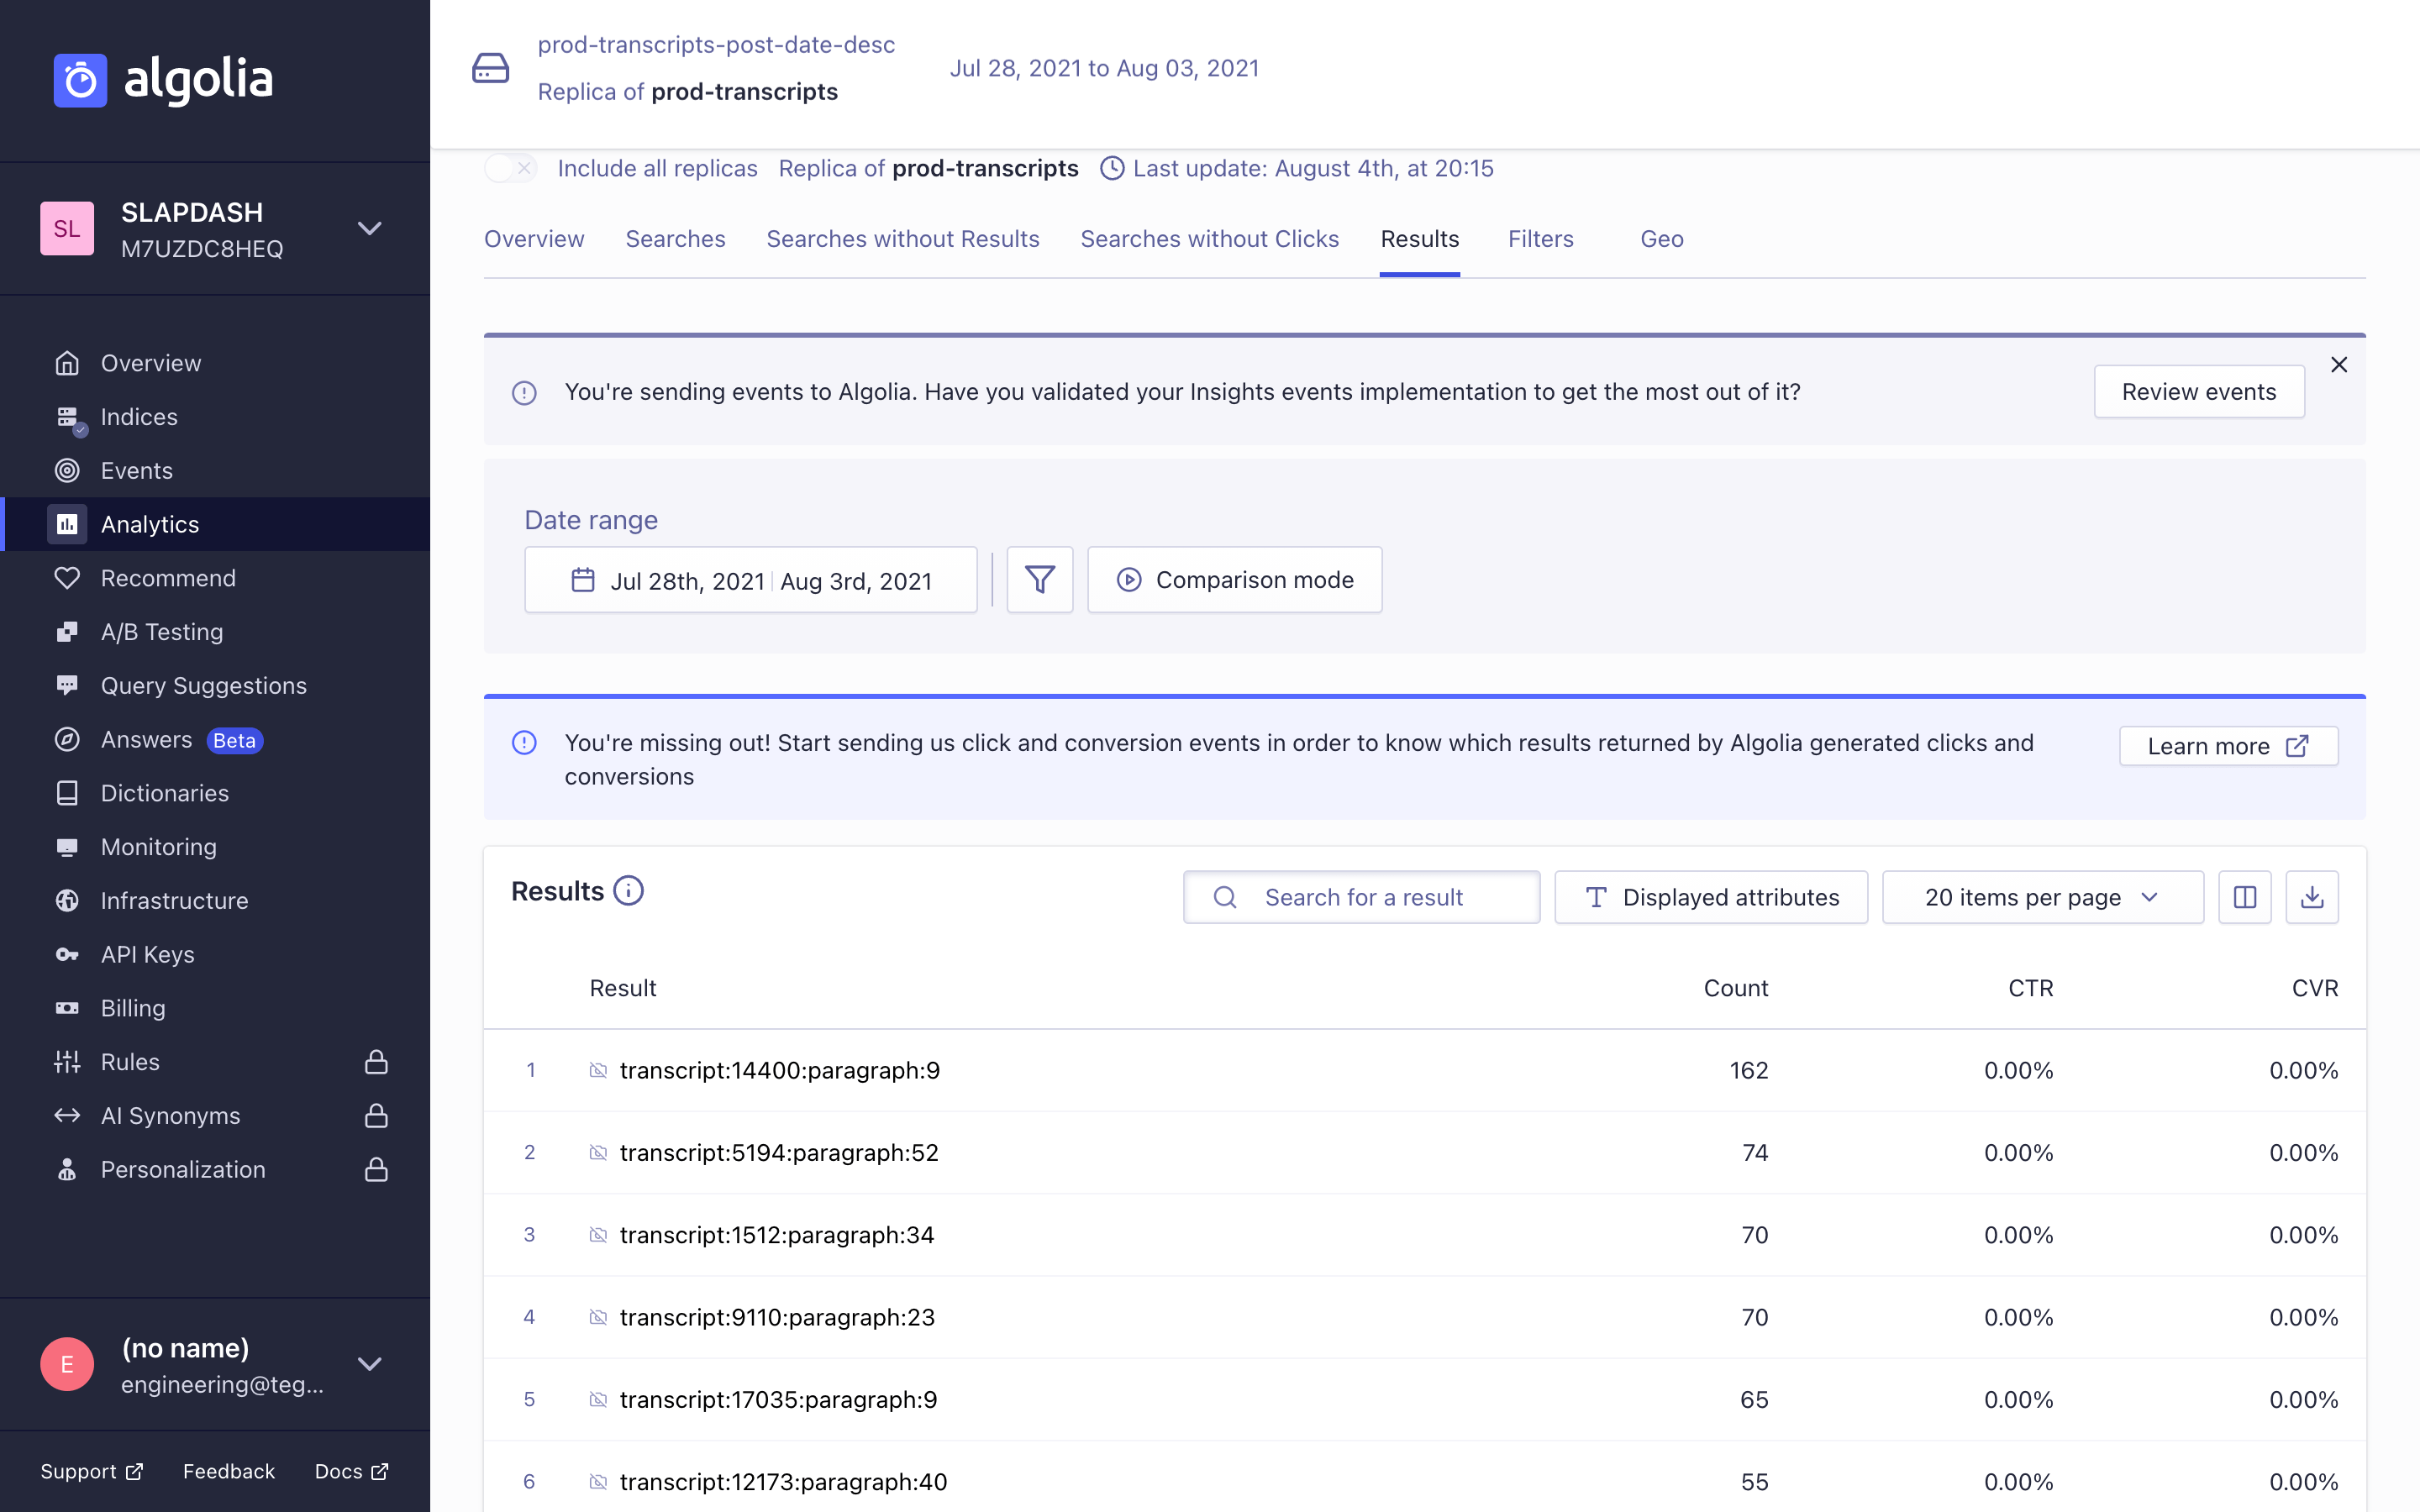 algolia
SL
SLAPDASH
M7UZDC8HEQ
Overview
Indices
Events
Analytics
Recommend
A/B Testing
Query Suggestions
Answers Beta
Dictionaries
Monitoring
Infrastructure
API Keys
Billing
Rules
AI Synonyms
Personalization
E
(no name)
engineering@teg...
Support Feedback Docs
prod-transcripts-post-date-desc
Replica of prod-transcripts
Jul 28, 2021 to Aug 03, 2021
Include all replicas Replica of prod-transcripts Last update: August 4th, at 20:15
Overview Searches Searches without Results Searches without Clicks Results Filters Geo
You're sending events to Algolia. Have you validated your Insights events implementation to get the most out of it?
Review events
Date range
Jul 28th, 2021 Aug 3rd, 2021
Comparison mode
You're missing out! Start sending us click and conversion events in order to know which results returned by Algolia generated clicks and
conversions
Learn more
Results
Search for a result
Displayed attributes
20 items per page
Result Count CTR CVR
1 transcript:14400:paragraph:9 162 0.00% 0.00%
2 transcript:5194:paragraph:52 74 0.00% 0.00%
3 transcript:1512:paragraph:34 70 0.00% 0.00%
4 transcript:9110:paragraph:23 70 0.00% 0.00%
5 transcript:17035:paragraph:9 65 0.00% 0.00%
6 transcript:12173:paragraph:40 55 0.00% 0.00%